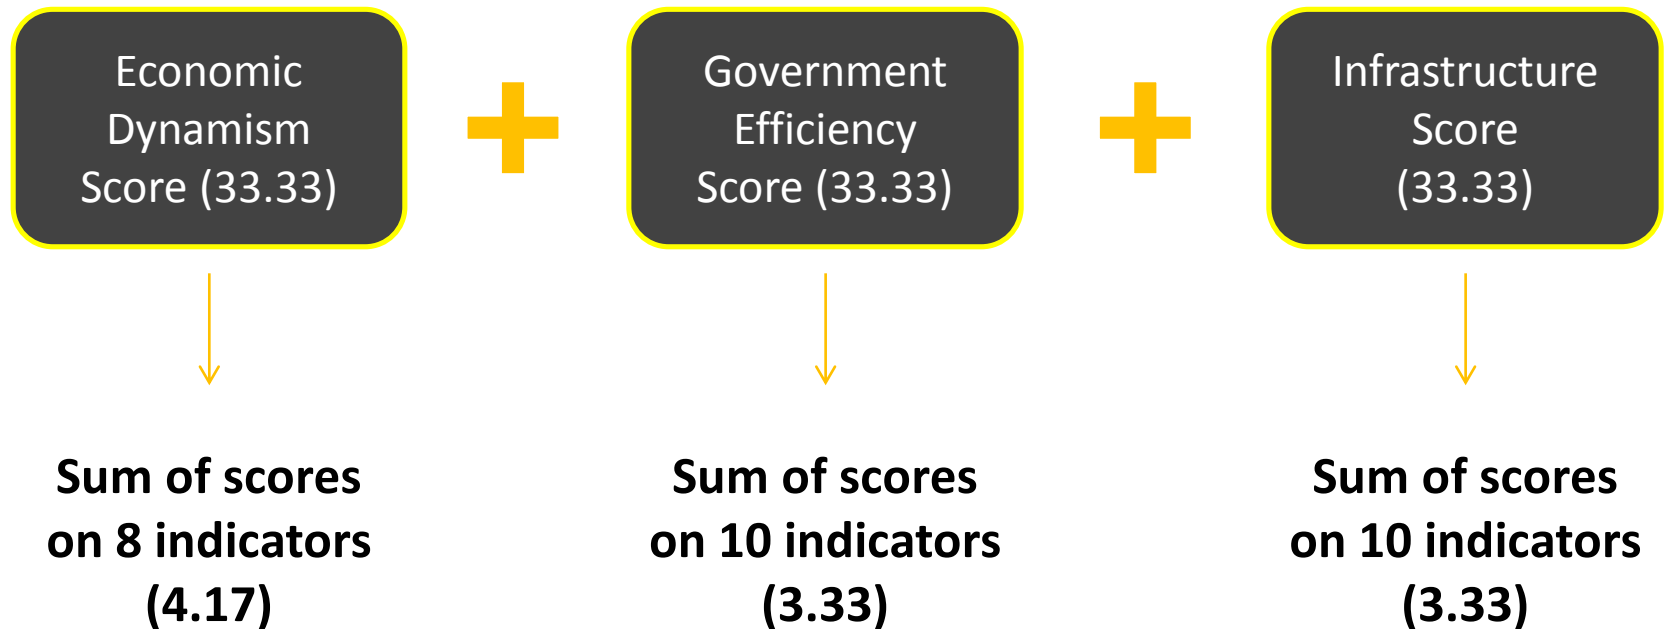 Economic
Dynamism
Score (33.33)
Government
Efficiency
Score (33.33)
Infrastructure
Score
(33.33)
Sum of scores
on 8 indicators
(4.17)
Sum of scores
on 10 indicators
(3.33)
Sum of scores
on 10 indicators
(3.33)